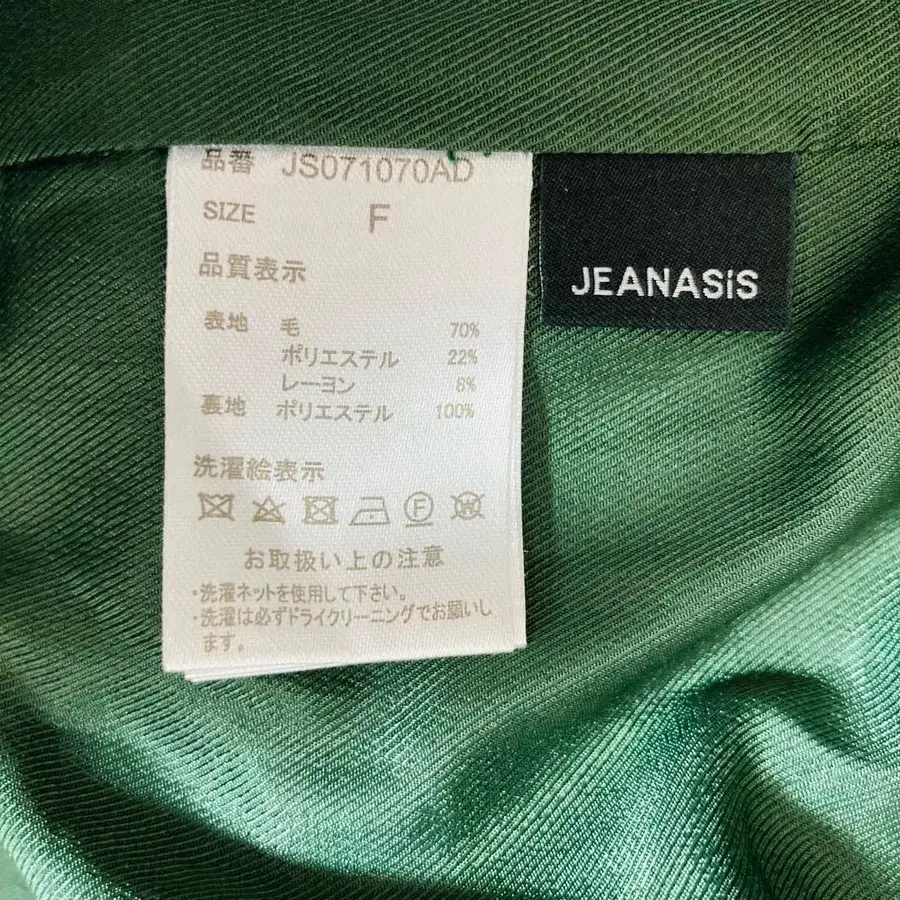 品番 JS071070AD
SIZE F
品質表示
表地 毛 70%
ポリエステル 22%
レーヨン 8%
裏地 ポリエステル 100%
洗濯絵表示
F W
お取扱い上の注意
・洗濯ネットを使用して下さい。
・洗濯は必ずドライクリーニングでお願いし
ます。
JEANASiS